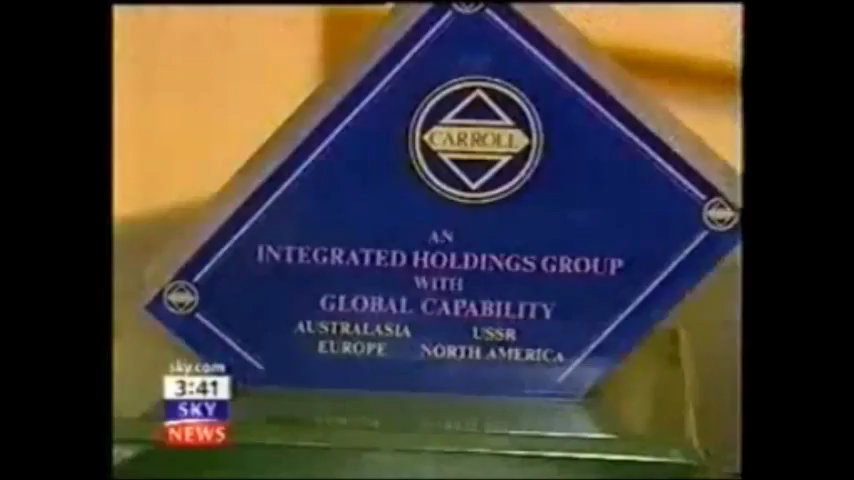 CARROLL
AN
INTEGRATED HOLDINGS GROUP
WITH
GLOBAL CAPABILITY
AUSTRALASIA USSR
EUROPE NORTH AMERICA
sky.com
3:41
SKY
NEWS